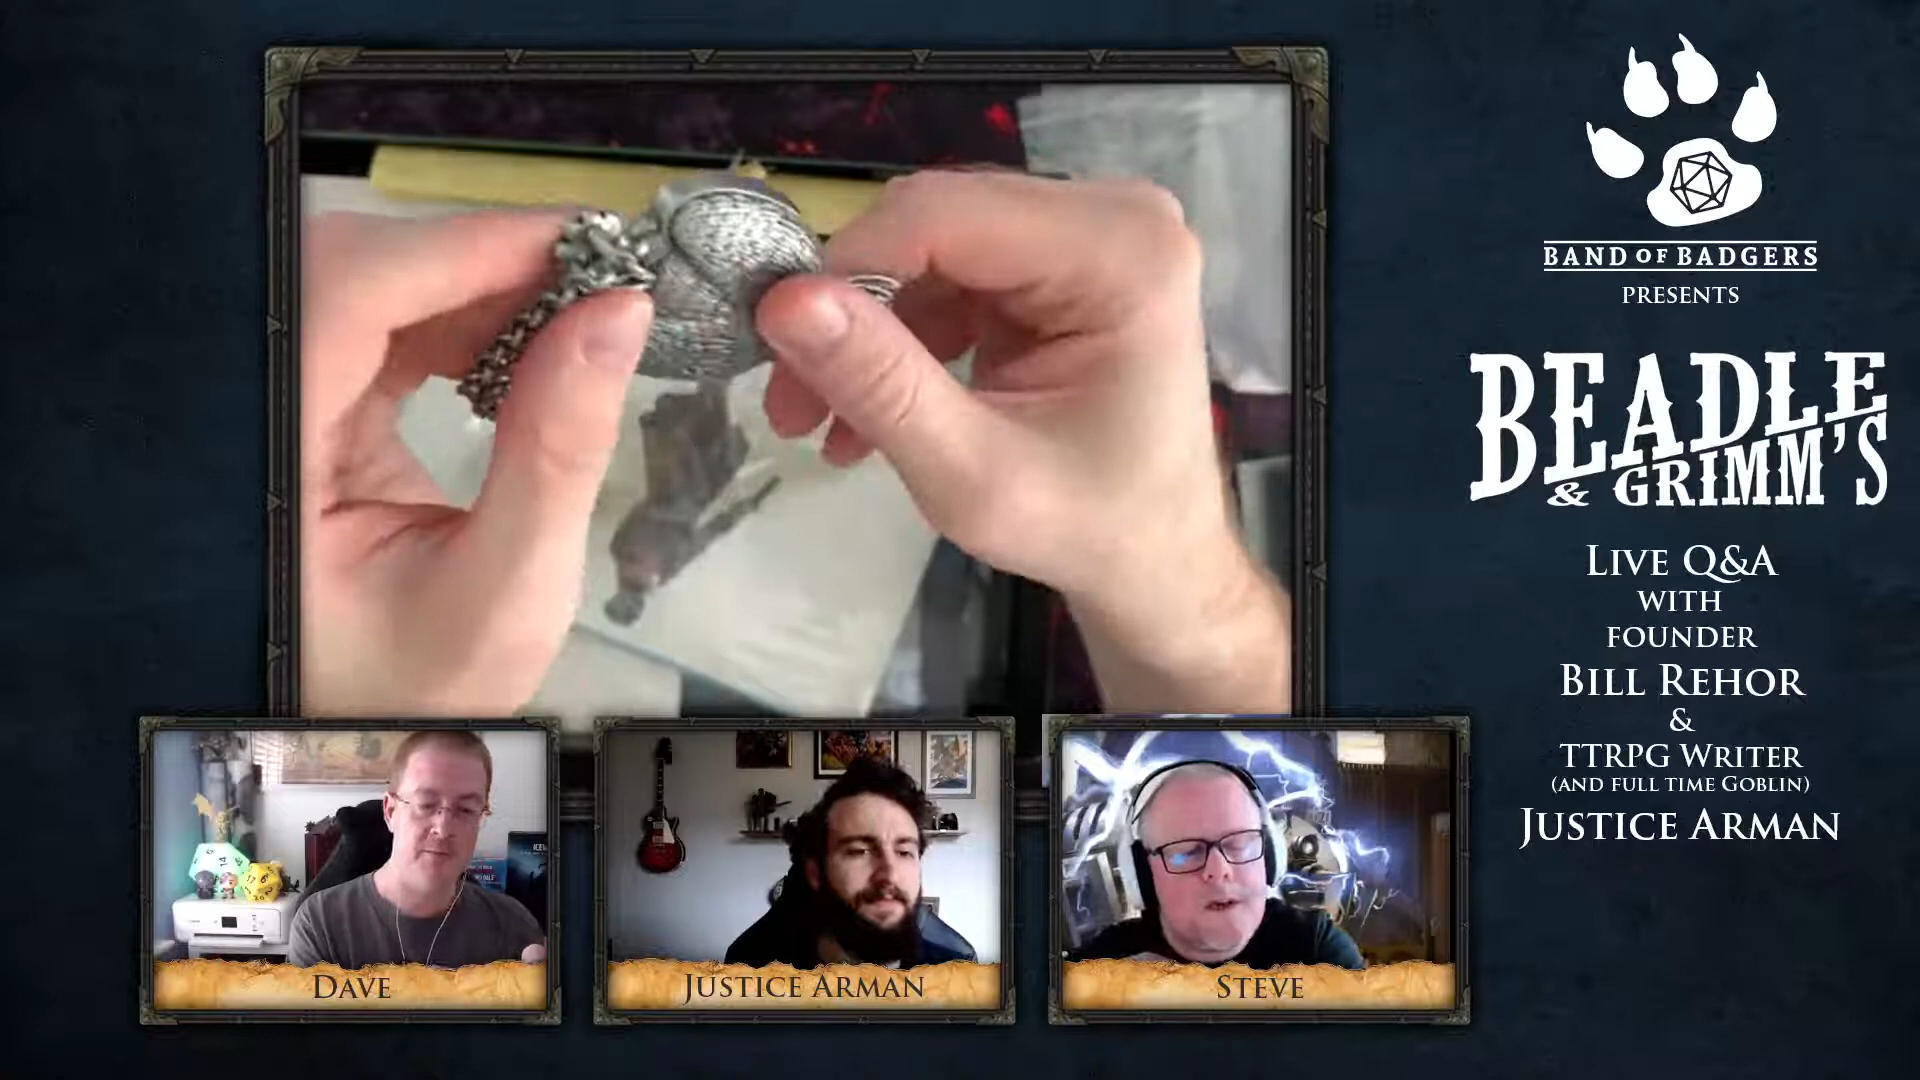 BAND OF BADGERS
PRESENTS
BEADLE
& GRIMM'S
LIVE Q&A
WITH
FOUNDER
BILL REHOR
&
TTRPG WRITER
(AND FULL TIME GOBLIN)
JUSTICE ARMAN
DAVE
JUSTICE ARMAN
STEVE